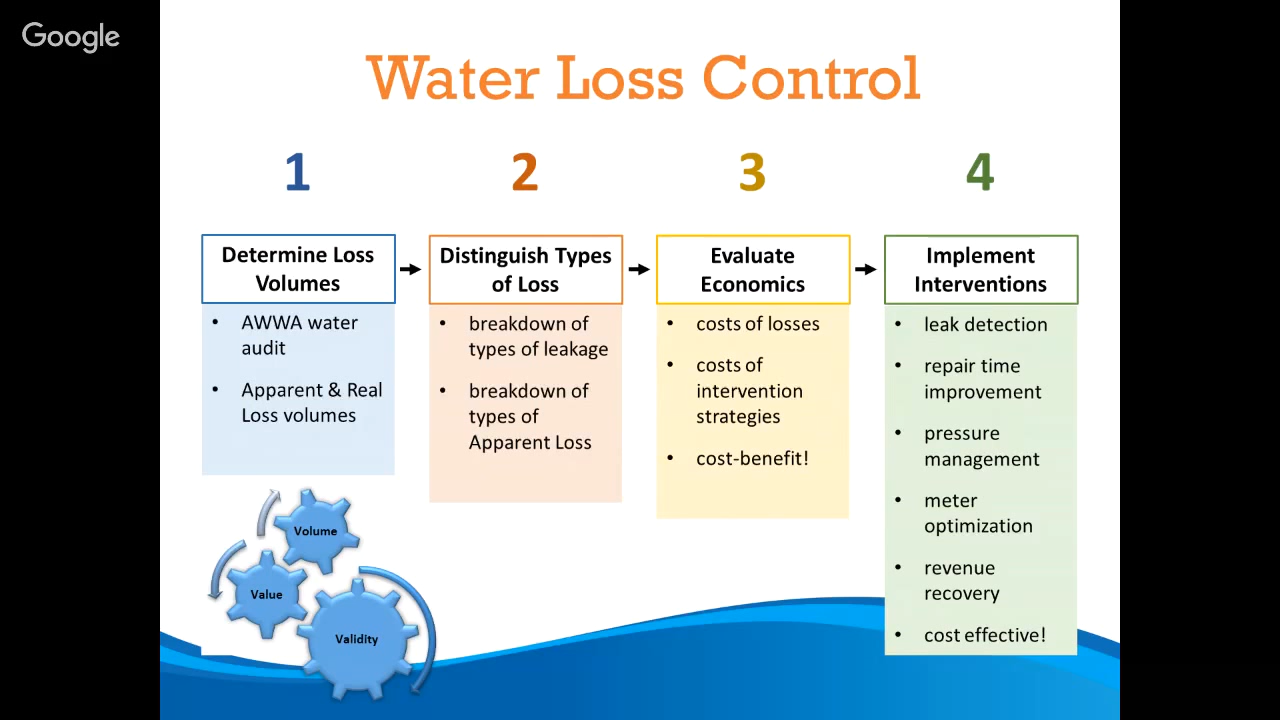 Google
Water Loss Control
1
2
3
4
Determine Loss
Volumes
• AWWA water
audit
• Apparent & Real
Loss volumes
Distinguish Types
of Loss
• breakdown of
types of leakage
• breakdown of
types of
Apparent Loss
Evaluate
Economics
• costs of losses
• costs of
intervention
strategies
• cost-benefit!
Implement
Interventions
• leak detection
• repair time
improvement
• pressure
management
• meter
optimization
• revenue
recovery
• cost effective!
Volume
Value
Validity